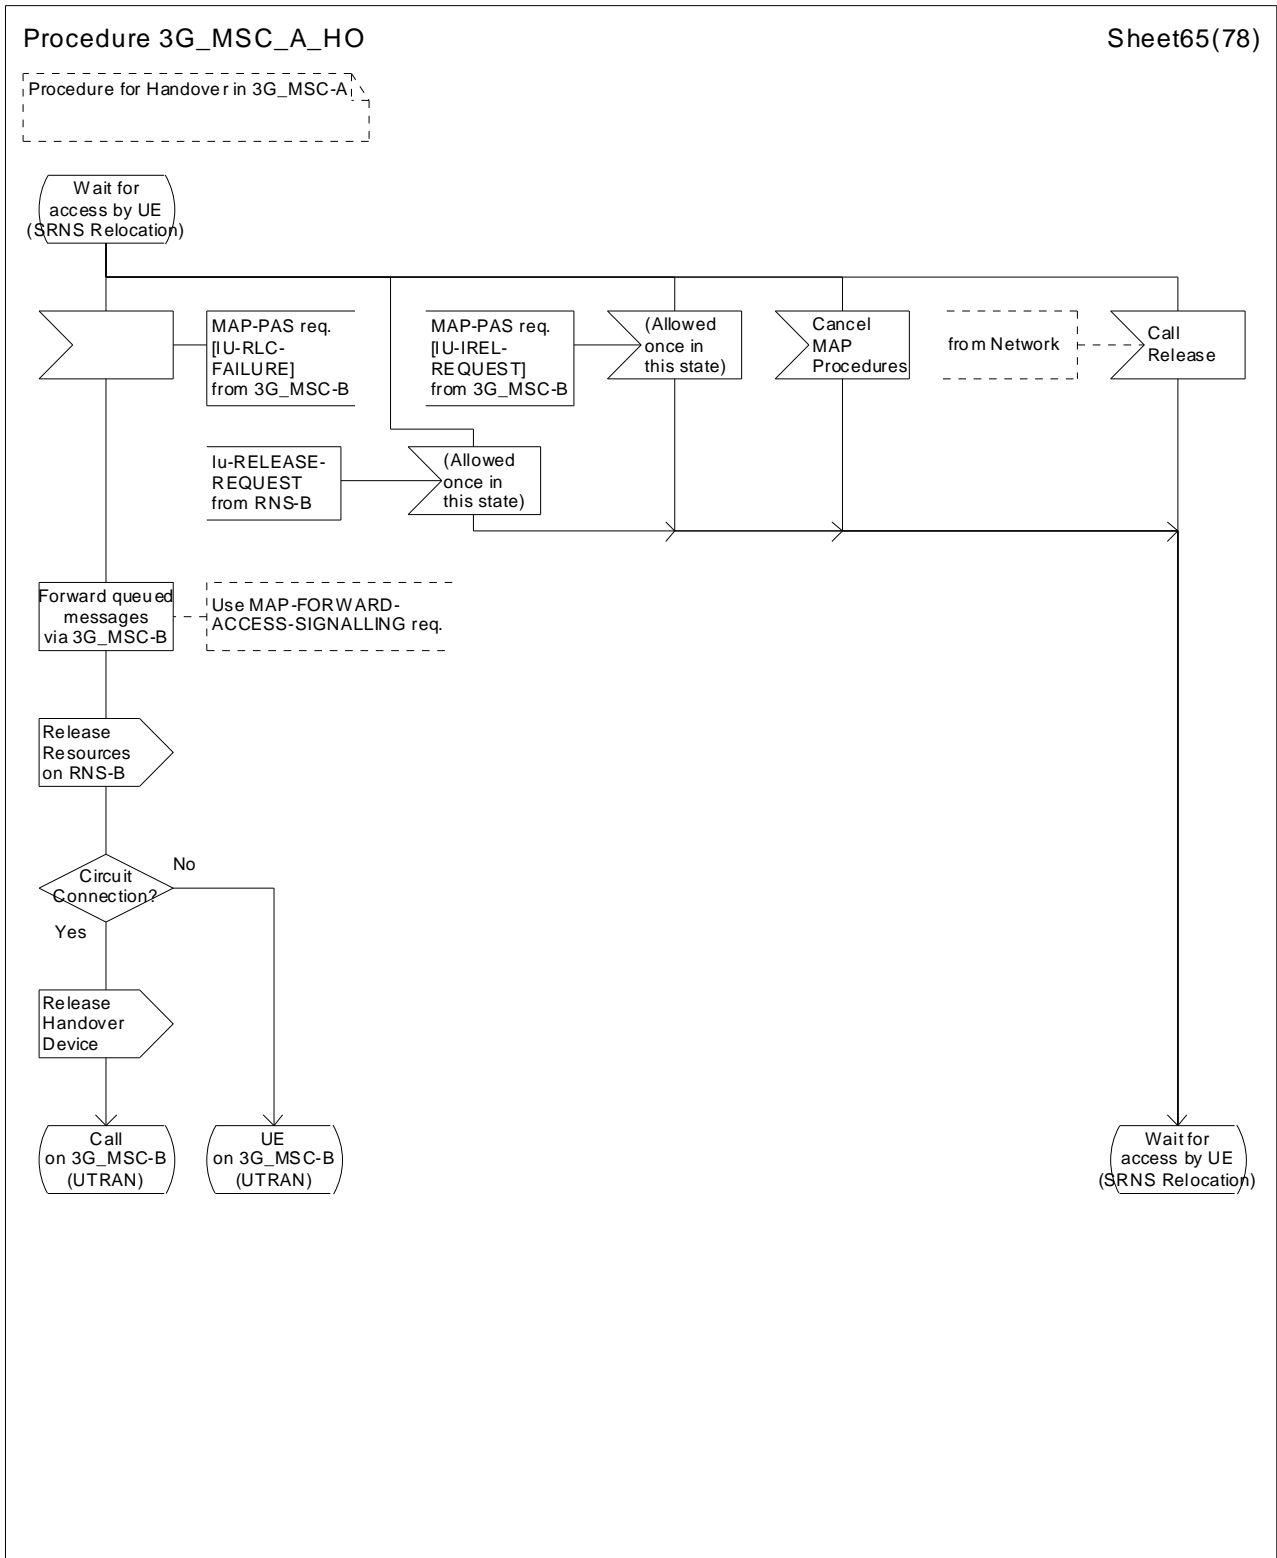 Procedure 3G_MSC_A_HO
Sheet65(78)
Procedure for Handover in 3G_MSC-A
Wait for
access by UE
(SRNS Relocation)
MAP-PAS req.
[IU-RLC-
FAILURE]
from 3G_MSC-B
MAP-PAS req.
[IU-IREL-
REQUEST]
from 3G_MSC-B
(Allowed
once in
this state)
Cancel
MAP
Procedures
from Network
Call
Release
Iu-RELEASE-
REQUEST
from RNS-B
(Allowed
once in
this state)
Forward queued
messages
via 3G_MSC-B
Use MAP-FORWARD-
ACCESS-SIGNALLING req.
Release
Resources
on RNS-B
Circuit
Connection?
No
Yes
Release
Handover
Device
Call
on 3G_MSC-B
(UTRAN)
UE
on 3G_MSC-B
(UTRAN)
Wait for
access by UE
(SRNS Relocation)